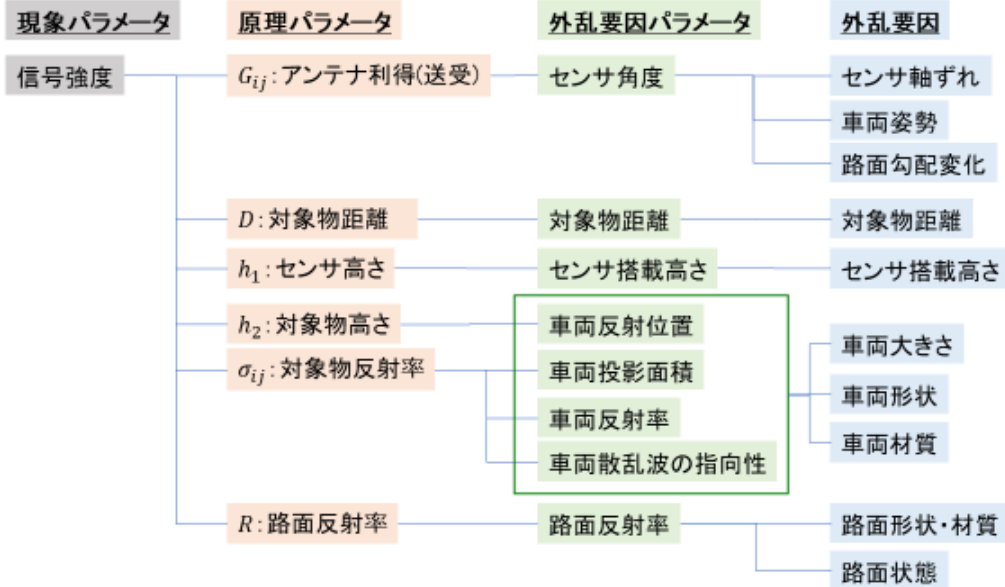 現象パラメータ 原理パラメータ 外乱要因パラメータ 外乱要因
信号強度 G_{ij}:アンテナ利得(送受) センサ角度 センサ軸ずれ
車両姿勢
路面勾配変化
D:対象物距離 対象物距離 対象物距離
h_1:センサ高さ センサ搭載高さ センサ搭載高さ
h_2:対象物高さ 車両反射位置
車両大きさ
σ_{ij}:対象物反射率 車両投影面積
車両形状
車両反射率
車両材質
車両散乱波の指向性
R:路面反射率 路面反射率 路面形状・材質
路面状態